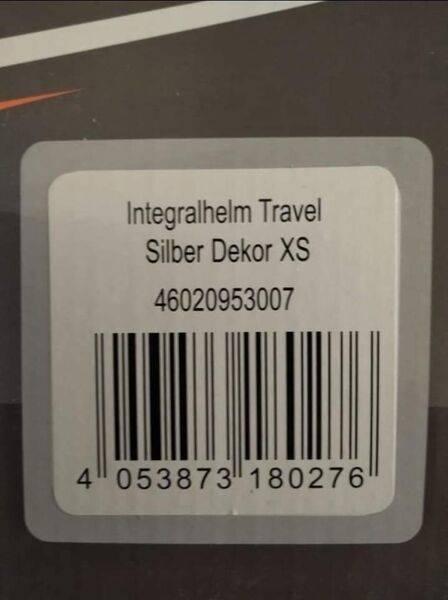 Integralhelm Travel
Silber Dekor XS
46020953007
4 053873 180276